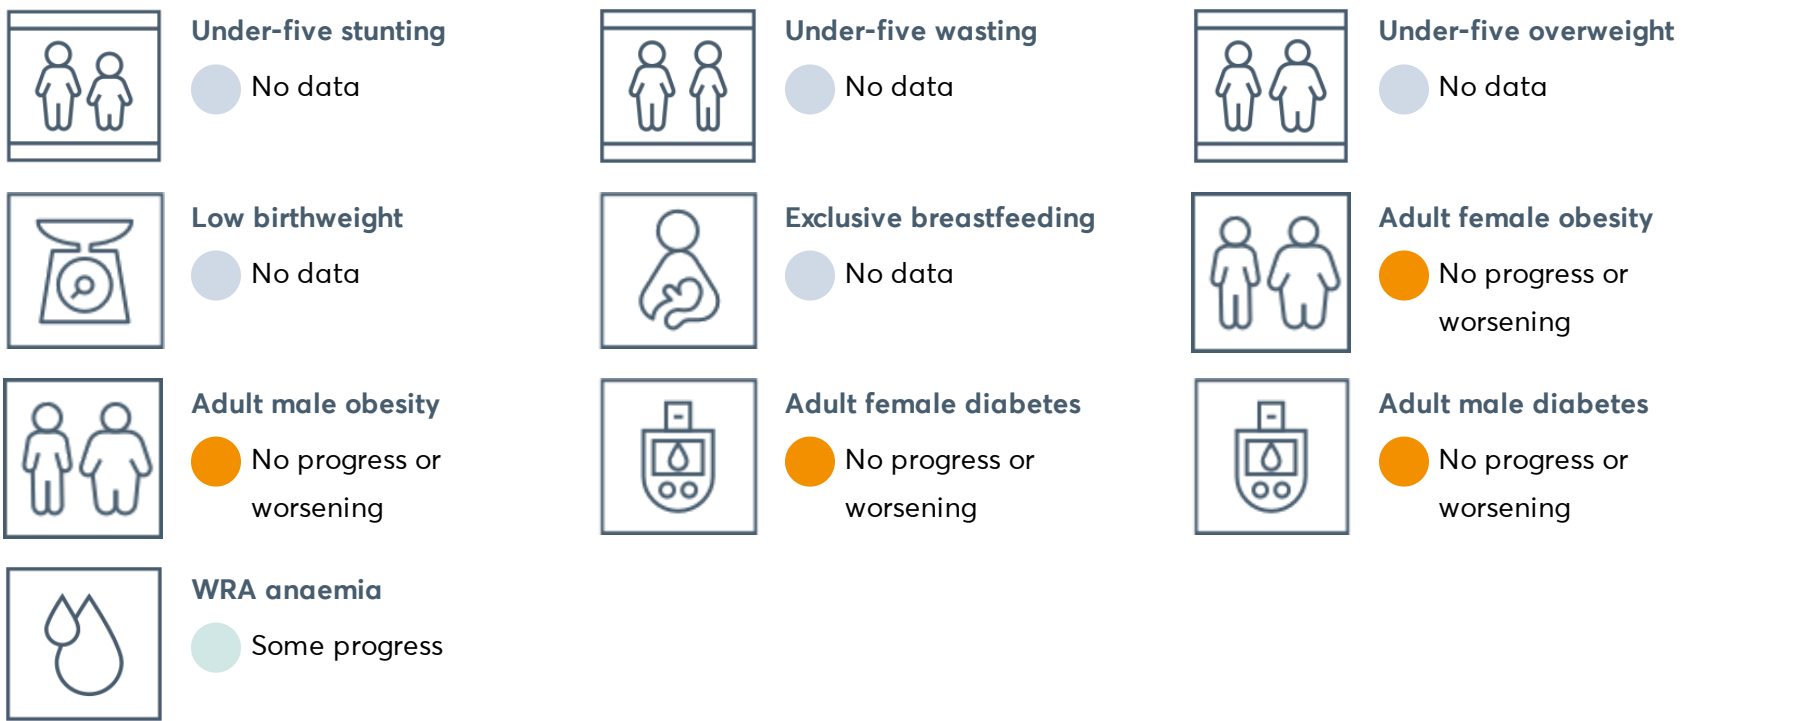 Under-five stunting
No data
Under-five wasting
No data
Under-five overweight
No data
Low birthweight
No data
Exclusive breastfeeding
No data
Adult female obesity
No progress or
worsening
Adult male obesity
No progress or
worsening
Adult female diabetes
No progress or
worsening
Adult male diabetes
No progress or
worsening
WRA anaemia
Some progress